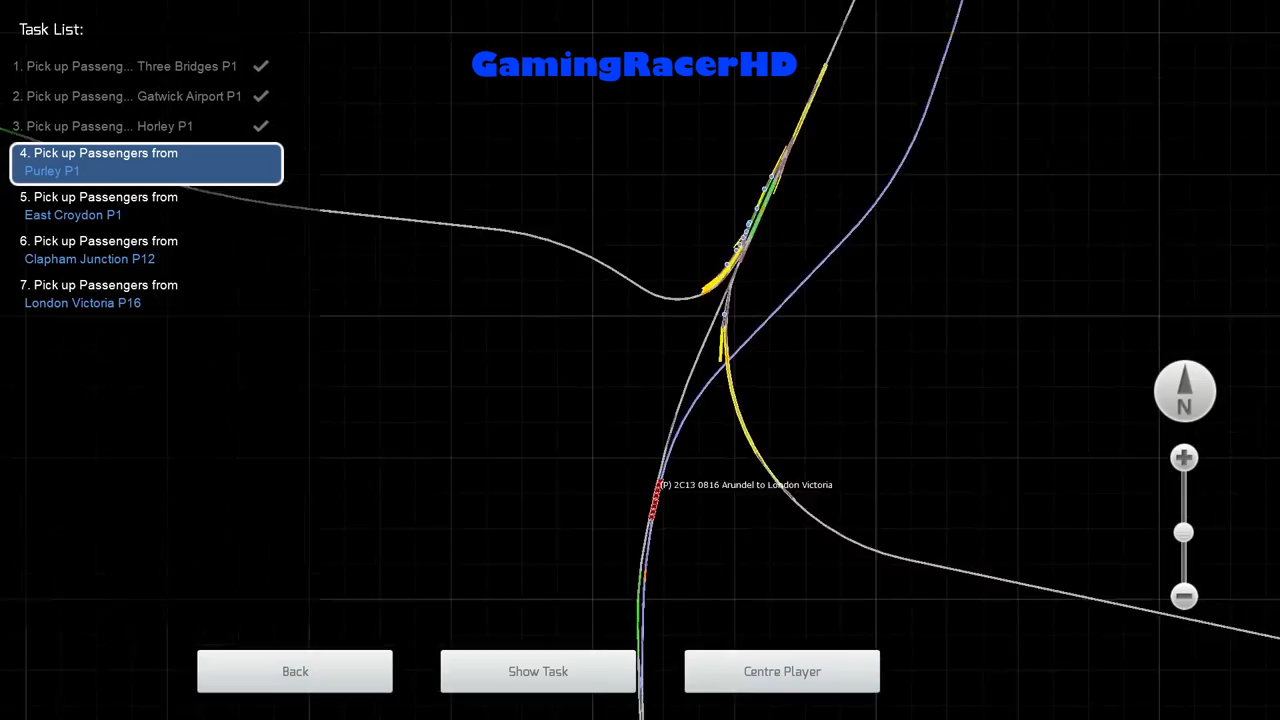 Task List:
GamingRacerHD
1. Pick up Passeng... Three Bridges P1
2. Pick up Passeng... Gatwick Airport P1
3. Pick up Passeng... Horley P1
4. Pick up Passengers from
Purley P1
5. Pick up Passengers from
East Croydon P1
6. Pick up Passengers from
Clapham Junction P12
7. Pick up Passengers from
London Victoria P16
N
(P) 2C13 0816 Arundel to London Victoria
Back
Show Task
Centre Player